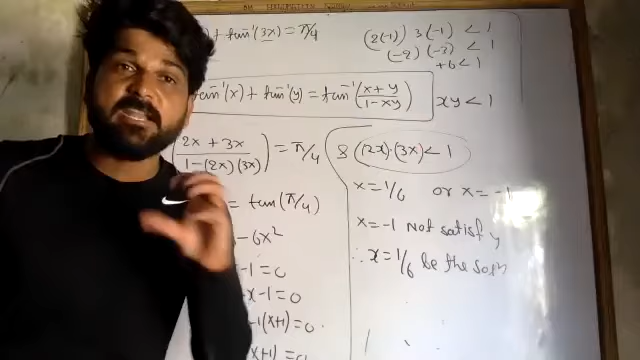 ) + tan⁻¹(3x) = π/4
tan⁻¹(x) + tan⁻¹(y) = tan⁻¹(x+y / 1-xy)
(2x + 3x / 1-(2x)(3x)) = π/4
= tan(π/4)
- 6x²
-1 = 0
x-1 = 0
-1(x+1) = 0
x+1) = 0
(2(-1) 3(-1) < 1
(-2) (-3) < 1
+6 < 1
xy < 1
& (2x)·(3x) < 1
x = 1/6 or x = -1
x = -1 Not satisfy
∴ x = 1/6 be the soln